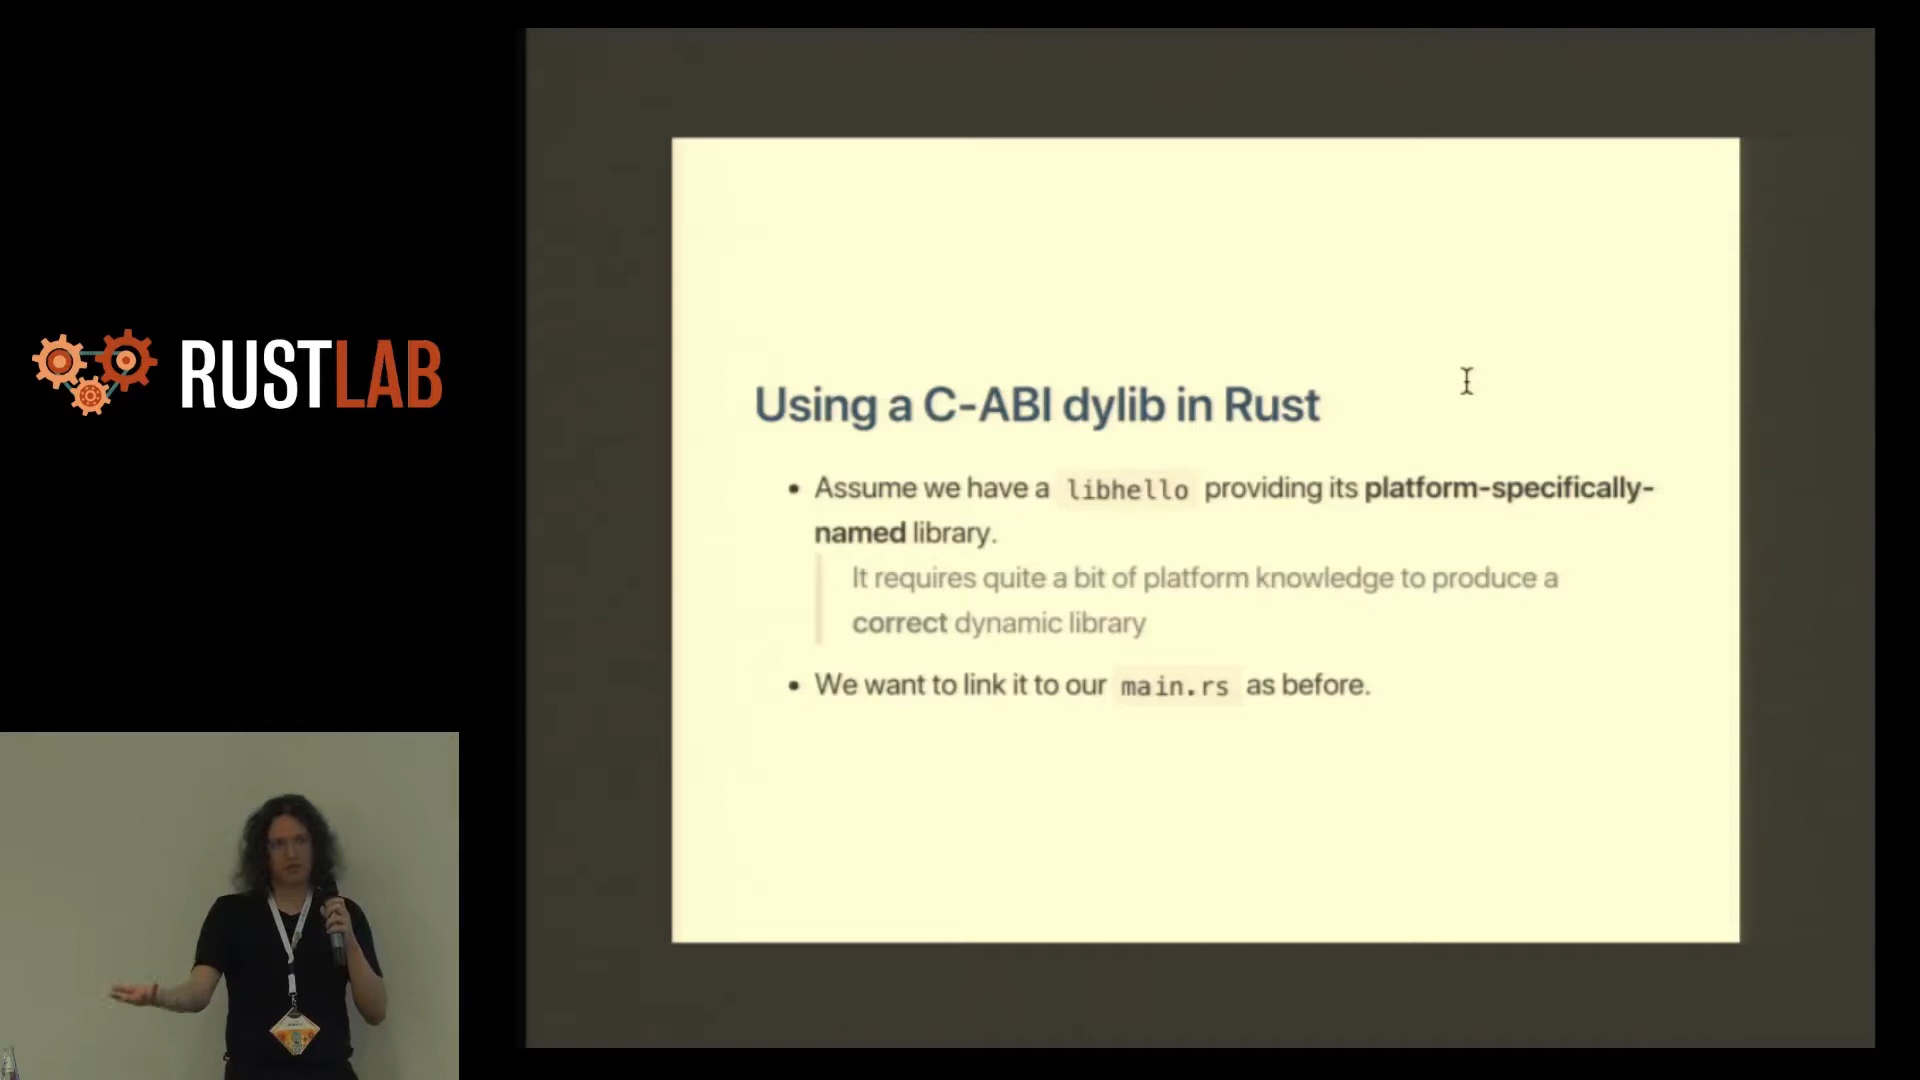 RUSTLAB
Using a C-ABI dylib in Rust
• Assume we have a libhello providing its platform-specifically-
named library.
It requires quite a bit of platform knowledge to produce a
correct dynamic library
• We want to link it to our main.rs as before.